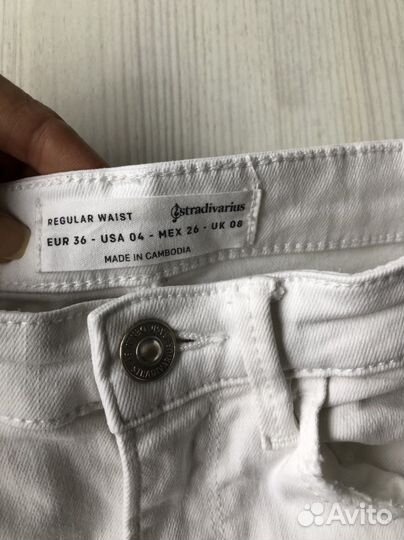 REGULAR WAIST stradivarius
EUR 36 - USA 04 - MEX 26 - UK 08
MADE IN CAMBODIA
Avito